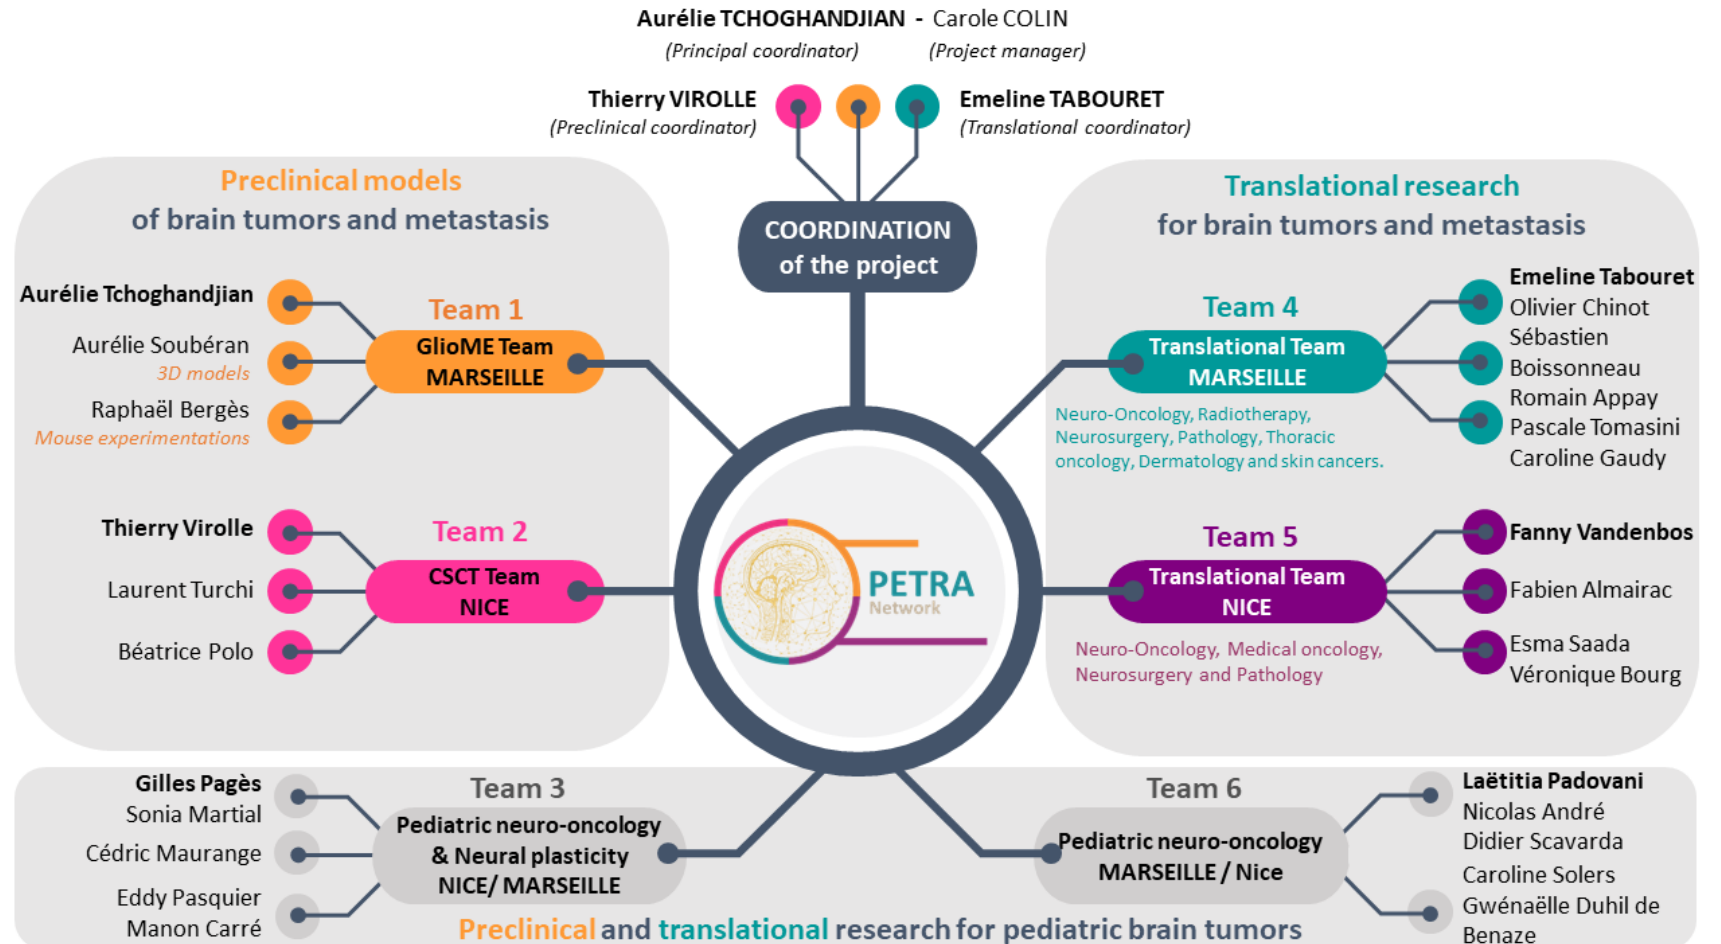 Aurélie TCHOGHANDJIAN - Carole COLIN
(Principal coordinator) (Project manager)
Thierry VIROLLE
(Preclinical coordinator)
Emeline TABOURET
(Translational coordinator)
COORDINATION
of the project
Preclinical models
of brain tumors and metastasis
Aurélie Tchoghandjian
Aurélie Soubéran
3D models
Raphaël Bergès
Mouse experimentations
Team 1
GlioME Team
MARSEILLE
Thierry Virolle
Laurent Turchi
Béatrice Polo
Team 2
CSCT Team
NICE
PETRA
Network
Translational research
for brain tumors and metastasis
Team 4
Translational Team
MARSEILLE
Neuro-Oncology, Radiotherapy,
Neurosurgery, Pathology, Thoracic
oncology, Dermatology and skin cancers.
Emeline Tabouret
Olivier Chinot
Sébastien
Boissonneau
Romain Appay
Pascale Tomasini
Caroline Gaudy
Team 5
Translational Team
NICE
Neuro-Oncology, Medical oncology,
Neurosurgery and Pathology
Fanny Vandenbos
Fabien Almairac
Esma Saada
Véronique Bourg
Gilles Pagès
Sonia Martial
Cédric Maurange
Eddy Pasquier
Manon Carré
Team 3
Pediatric neuro-oncology
& Neural plasticity
NICE/ MARSEILLE
Team 6
Pediatric neuro-oncology
MARSEILLE / Nice
Laëtitia Padovani
Nicolas André
Didier Scavarda
Caroline Solers
Gwénaëlle Duhil de
Benaze
Preclinical and translational research for pediatric brain tumors